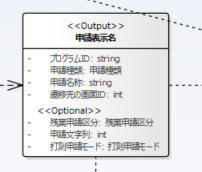 <<Output>>
申請表示名
- プログラムID: string
- 申請種類: 申請種類
- 申請名称: string
- 遷移先の画面ID: int
<<Optional>>
- 残業申請区分: 残業申請区分
- 申請文字列: int
- 打刻申請モード: 打刻申請モード